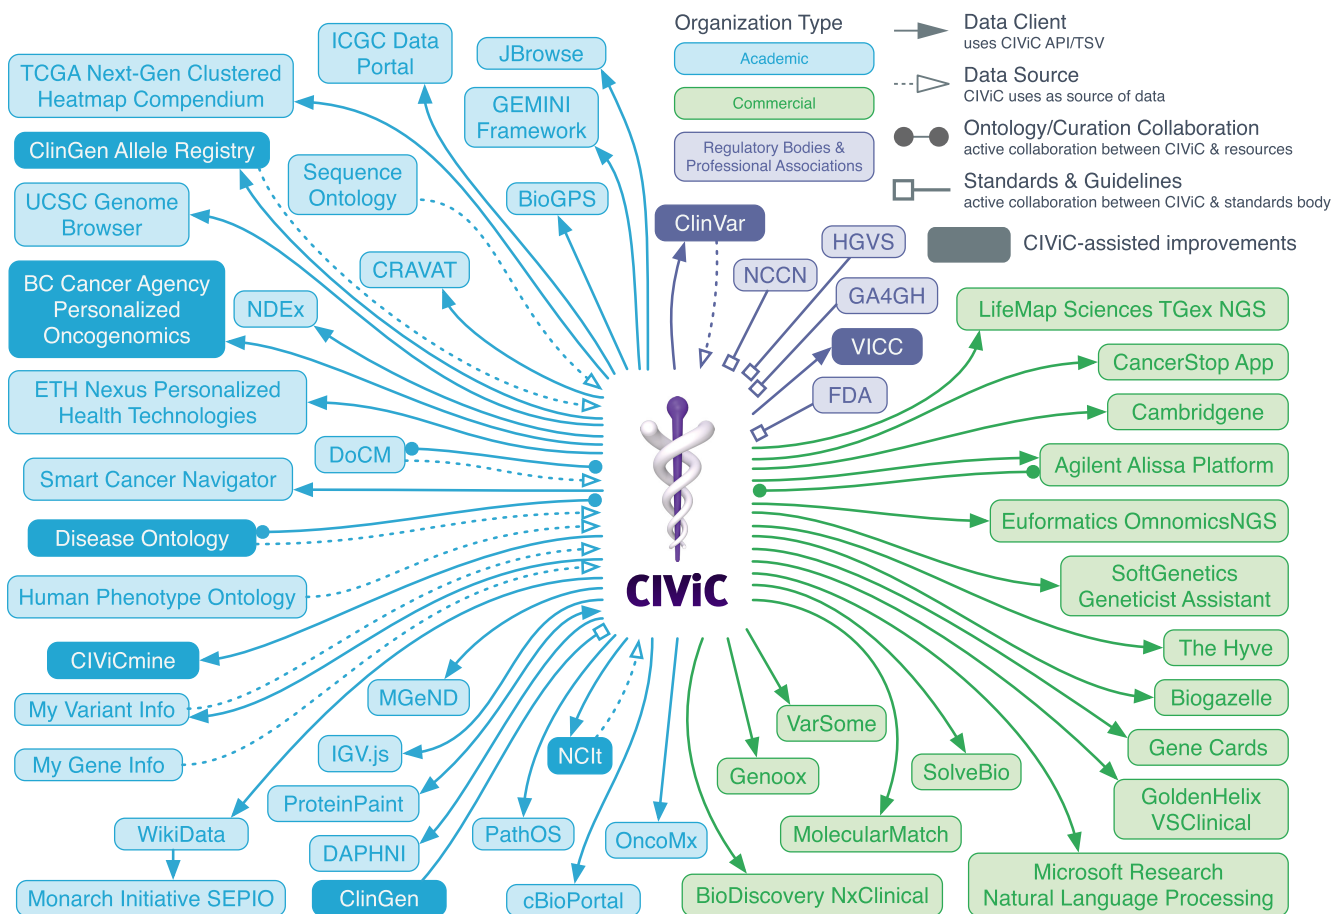 Organization Type
Academic
Commercial
Regulatory Bodies &
Professional Associations
Data Client
uses CIViC API/TSV
Data Source
CIViC uses as source of data
Ontology/Curation Collaboration
active collaboration between CIViC & resources
Standards & Guidelines
active collaboration between CIViC & standards body
CIViC-assisted improvements
ICGC Data
Portal
JBrowse
TCGA Next-Gen Clustered
Heatmap Compendium
GEMINI
Framework
ClinGen Allele Registry
Sequence
Ontology
UCSC Genome
Browser
BioGPS
CRAVAT
BC Cancer Agency
Personalized
Oncogenomics
NDEx
ETH Nexus Personalized
Health Technologies
DoCM
Smart Cancer Navigator
Disease Ontology
Human Phenotype Ontology
CIViCmine
My Variant Info
My Gene Info
WikiData
Monarch Initiative SEPIO
MGeND
IGV.js
ProteinPaint
DAPHNI
ClinGen
NCIt
PathOS
cBioPortal
OncoMx
ClinVar
NCCN
HGVS
GA4GH
VICC
FDA
CIViC
LifeMap Sciences TGex NGS
CancerStop App
Cambridgene
Agilent Alissa Platform
Euformatics OmnomicsNGS
SoftGenetics
Geneticist Assistant
The Hyve
Biogazelle
Gene Cards
GoldenHelix
VSClinical
Microsoft Research
Natural Language Processing
SolveBio
MolecularMatch
VarSome
Genoox
BioDiscovery NxClinical